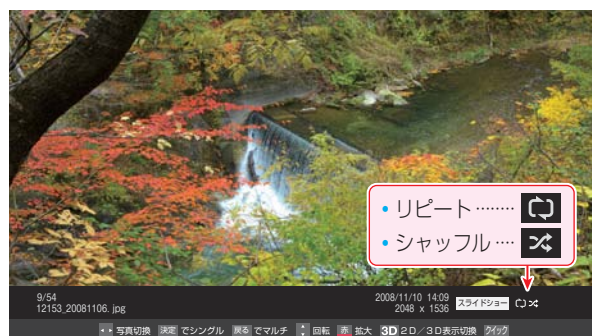 • リピート ········
• シャッフル ····
9/54
12153_20081106. jpg
2008/11/10 14:09
2048 x 1536
スライドショー
写真切換 決定 でシングル 戻る でマルチ 回転 赤 拡大 3D 2D／3D表示切換 クイック